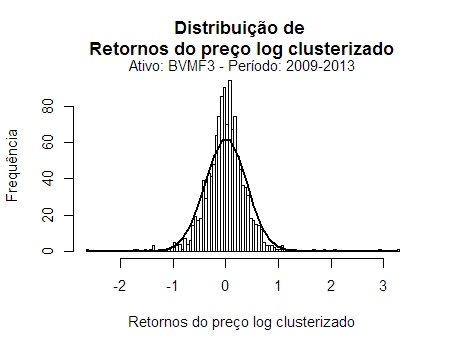 Distribuição de
Retornos do preço log clusterizado
Ativo: BVMF3 - Período: 2009-2013
Frequência
80
60
40
20
0
-2 -1 0 1 2 3
Retornos do preço log clusterizado